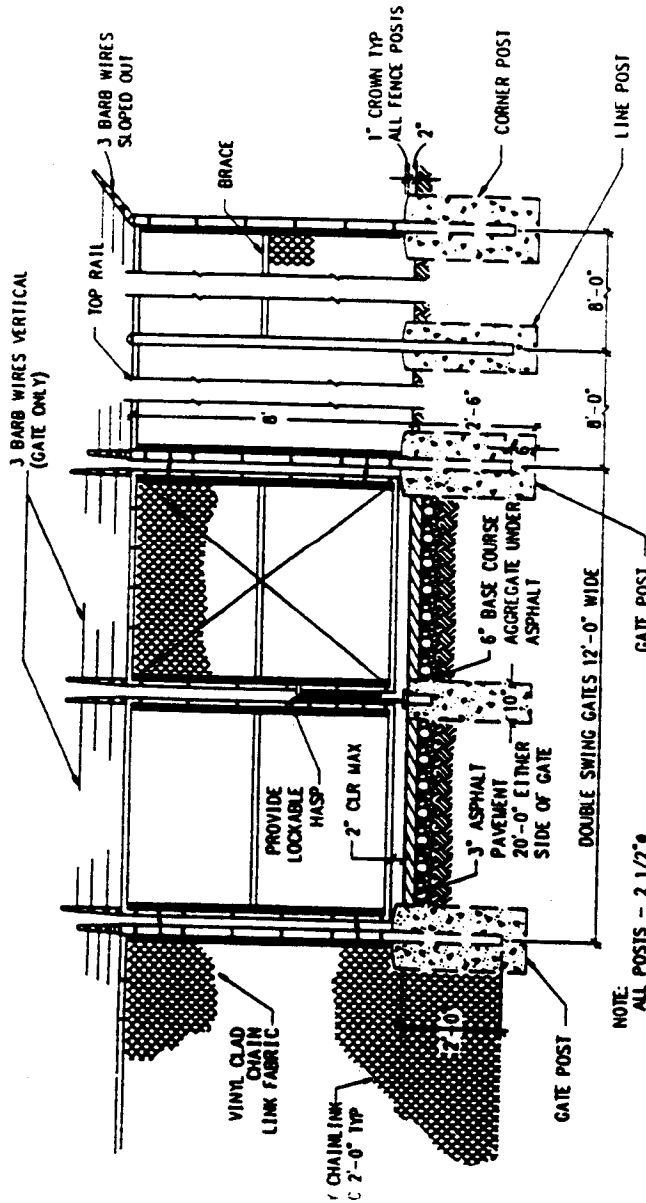 3 BARB WIRES VERTICAL
(GATE ONLY)
3 BARB WIRES
SLOPED OUT
TOP RAIL
BRACE
1" CROWN TYP
ALL FENCE POSTS
2"
CORNER POST
LINE POST
8'
2'-6"
6"
8'-0"
8'-0"
VINYL CLAD
CHAIN
LINK FABRIC
PROVIDE
LOCKABLE
HASP
2" CLR MAX
Y CHAINLINK
C 2'-0" TYP
2'-0"
3" ASPHALT
PAVEMENT
20'-0" EITHER
SIDE OF GATE
10"
6" BASE COURSE
AGGREGATE UNDER
ASPHALT
DOUBLE SWING GATES 12'-0" WIDE
GATE POST
GATE POST
NOTE:
ALL POSTS - 2 1/2"ø